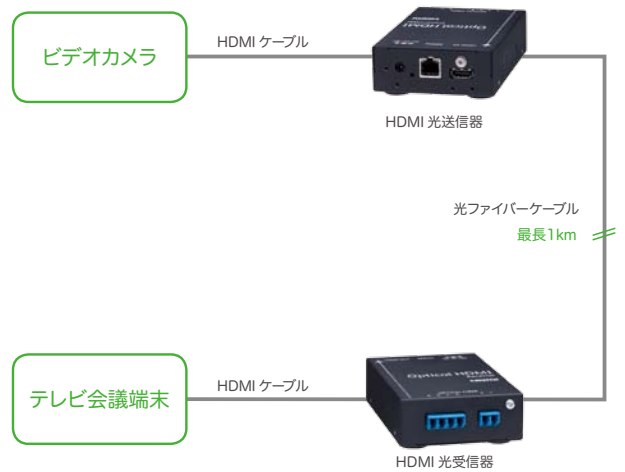 ビデオカメラ
HDMI ケーブル
Optical HDMI
HDMI 光送信器
光ファイバーケーブル
最長1km
テレビ会議端末
HDMI ケーブル
Optical HDMI
HDMI 光受信器